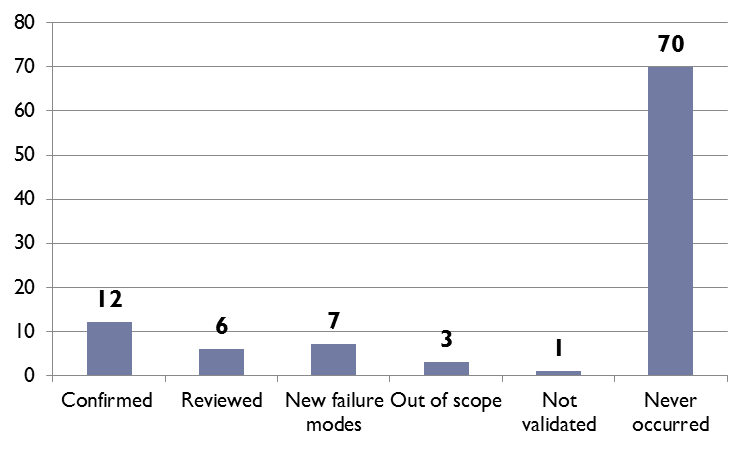 80
70
60
50
40
30
20
10
0
12
6
7
3
1
70
Confirmed
Reviewed
New failure
modes
Out of scope
Not
validated
Never
occurred